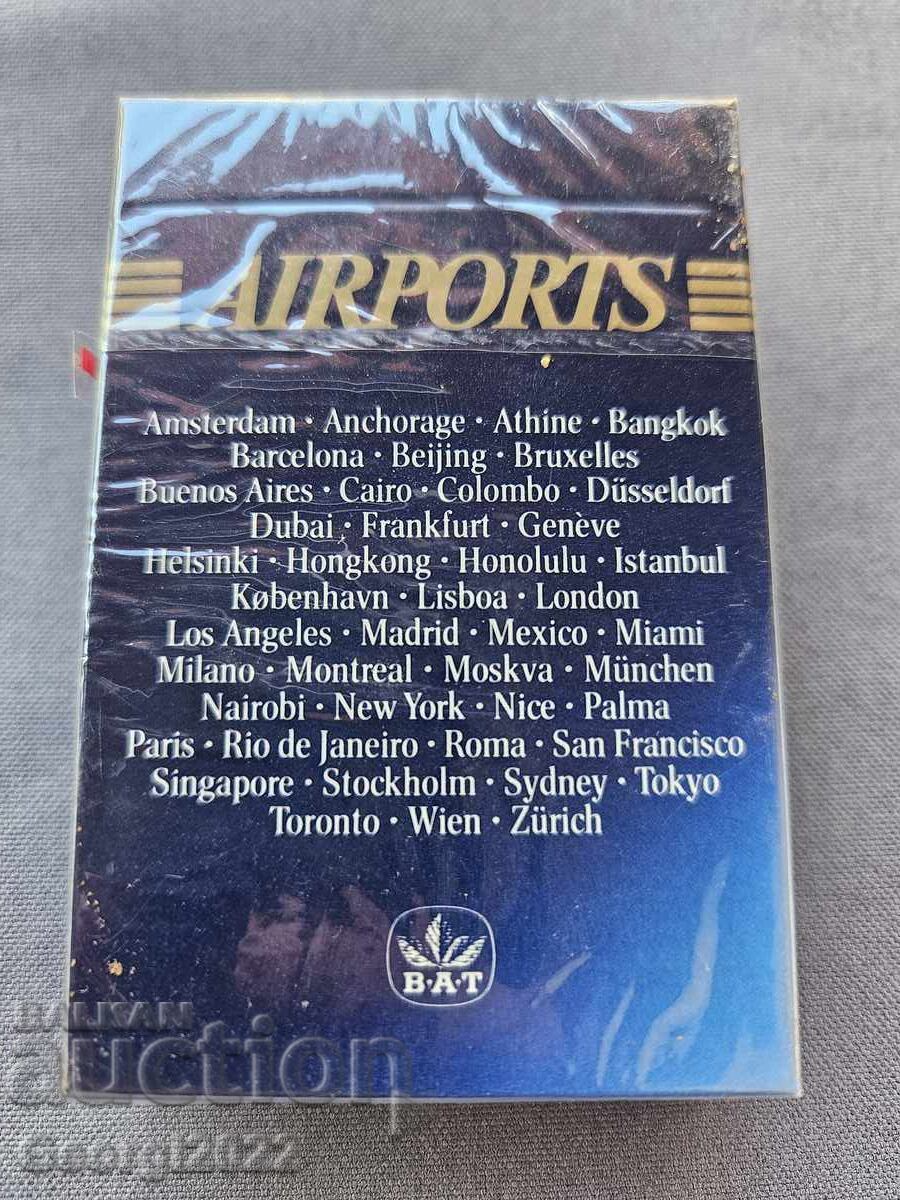 AIRPORTS
Amsterdam · Anchorage · Athine · Bangkok
Barcelona · Beijing · Bruxelles
Buenos Aires · Cairo · Colombo · Düsseldorf
Dubai · Frankfurt · Genève
Helsinki · Hongkong · Honolulu · Istanbul
København · Lisboa · London
Los Angeles · Madrid · Mexico · Miami
Milano · Montreal · Moskva · München
Nairobi · New York · Nice · Palma
Paris · Rio de Janeiro · Roma · San Francisco
Singapore · Stockholm · Sydney · Tokyo
Toronto · Wien · Zürich
B·A·T
BALKAN
auction
Georgi2022